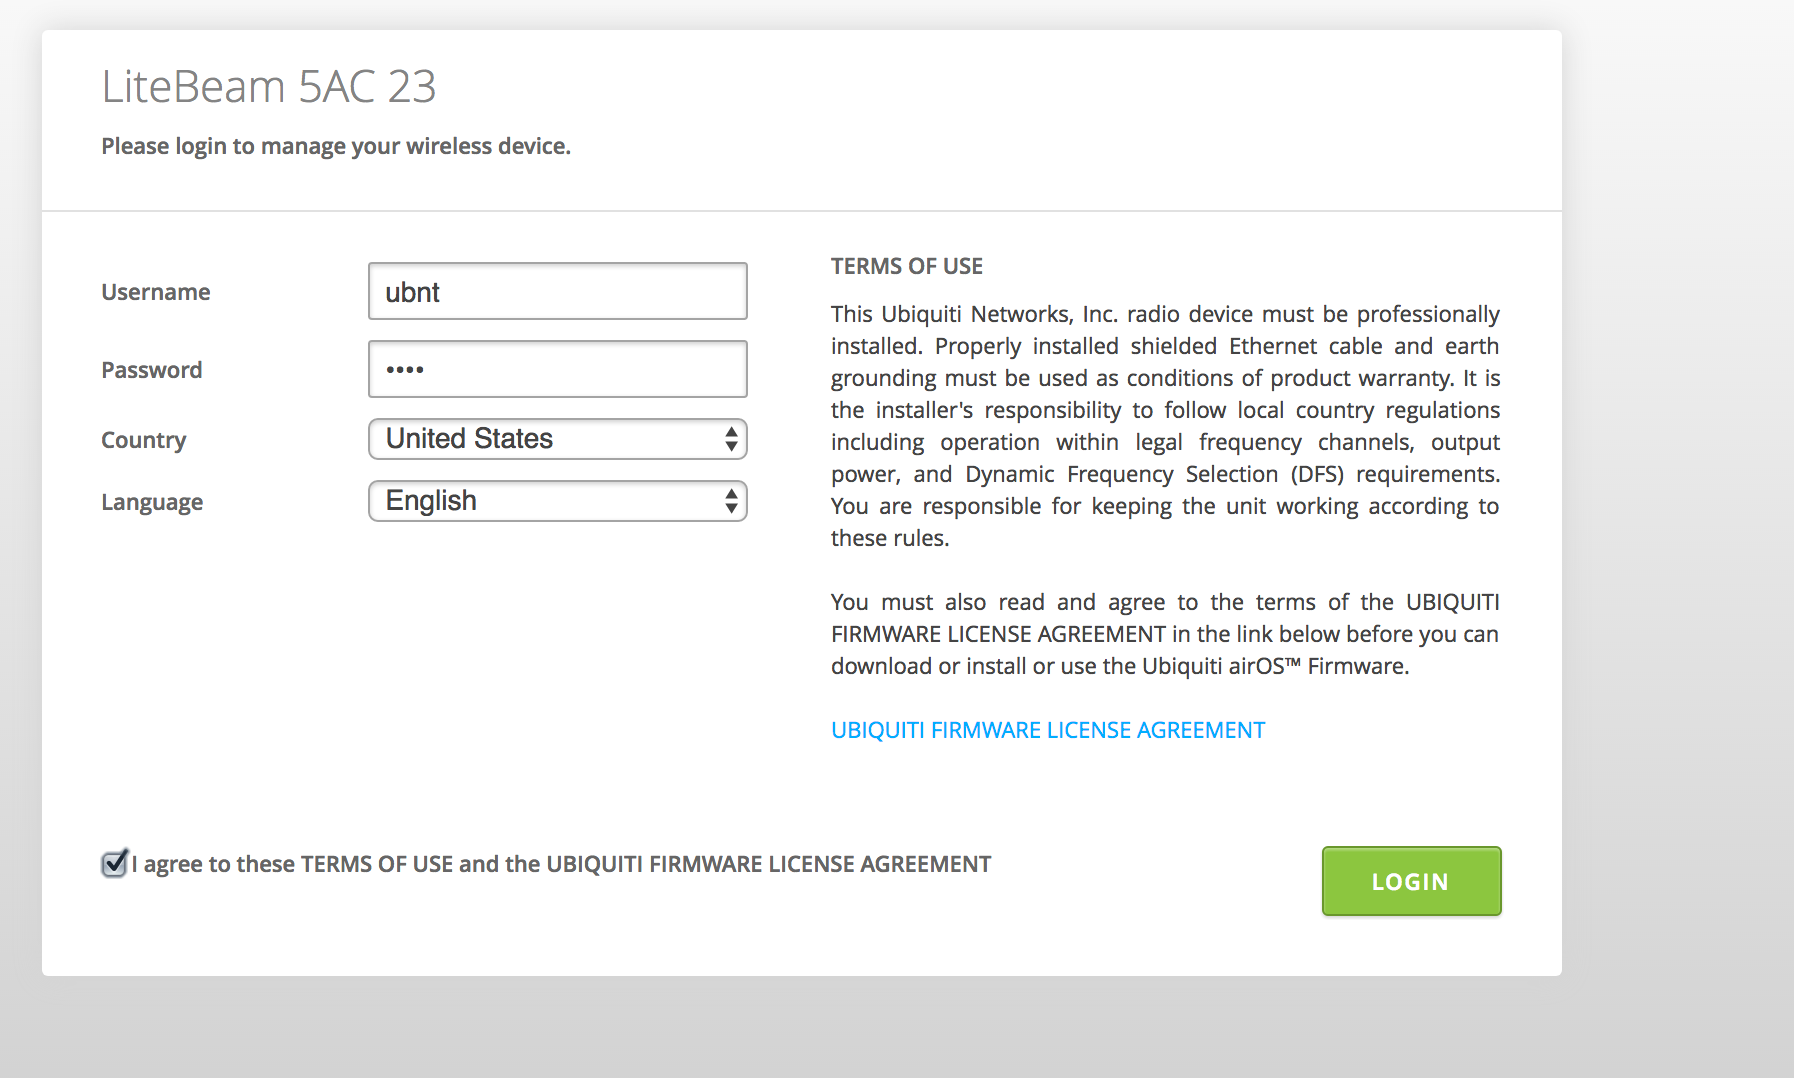 LiteBeam 5AC 23
Please login to manage your wireless device.
Username
ubnt
Password
••••
Country
United States
Language
English
TERMS OF USE
This Ubiquiti Networks, Inc. radio device must be professionally
installed. Properly installed shielded Ethernet cable and earth
grounding must be used as conditions of product warranty. It is
the installer's responsibility to follow local country regulations
including operation within legal frequency channels, output
power, and Dynamic Frequency Selection (DFS) requirements.
You are responsible for keeping the unit working according to
these rules.
You must also read and agree to the terms of the UBIQUITI
FIRMWARE LICENSE AGREEMENT in the link below before you can
download or install or use the Ubiquiti airOS™ Firmware.
UBIQUITI FIRMWARE LICENSE AGREEMENT
I agree to these TERMS OF USE and the UBIQUITI FIRMWARE LICENSE AGREEMENT
LOGIN